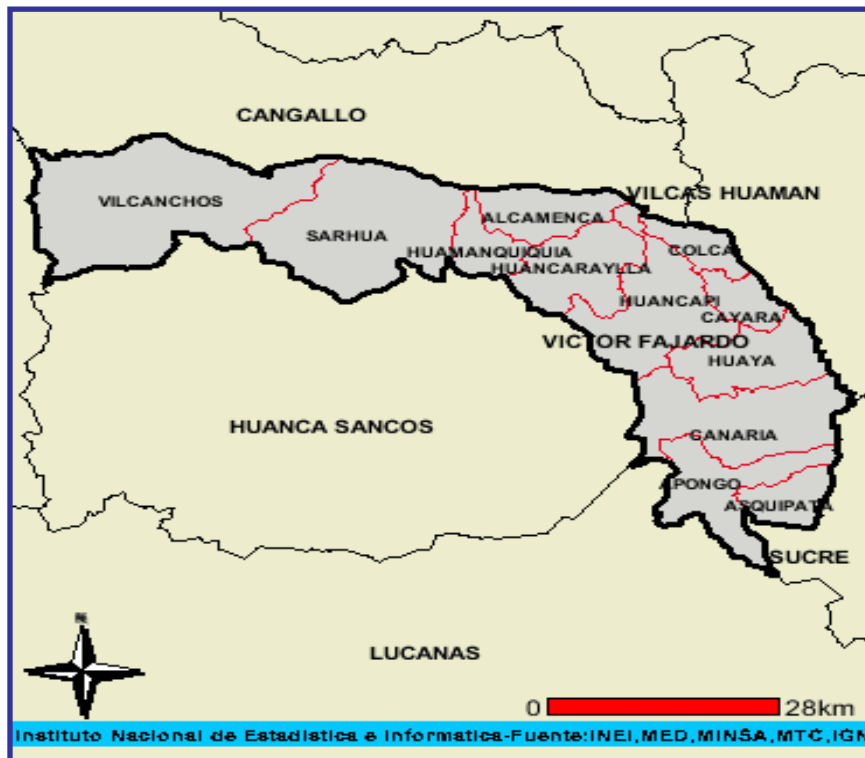 CANGALLO
VILCAS HUAMAN
VILCANCHOS
ALCAMENCA
SARHUA
COLCA
HUAMANQUIQUIA
HUANCARAYLLA
HUANCAPI
CAYARA
VICTOR FAJARDO
HUAYA
HUANCA SANCOS
CANARIA
APONGO
ASQUIPATA
SUCRE
N
LUCANAS
0 28km
Instituto Nacional de Estadistica e Informatica-Fuente:INEI,MED,MINSA,MTC,IGN